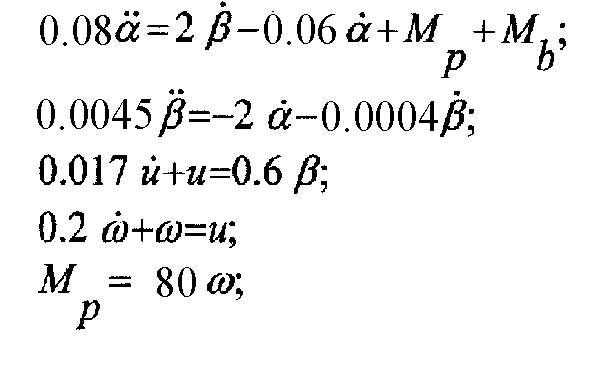 0.08α̈=2 β̇−0.06 α̇+M_p+M_b;
0.0045 β̈=−2 α̇−0.0004β̇;
0.017 u̇+u=0.6 β;
0.2 ω̇+ω=u;
M_p = 80 ω;